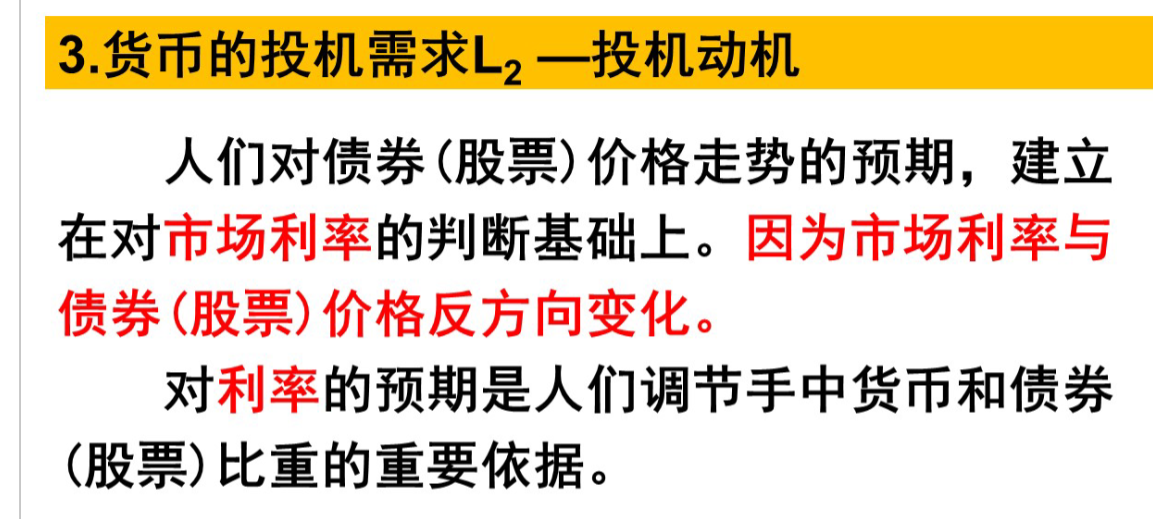 3.货币的投机需求L₂ —投机动机
人们对债券(股票)价格走势的预期，建立
在对市场利率的判断基础上。因为市场利率与
债券(股票)价格反方向变化。
对利率的预期是人们调节手中货币和债券
(股票)比重的重要依据。